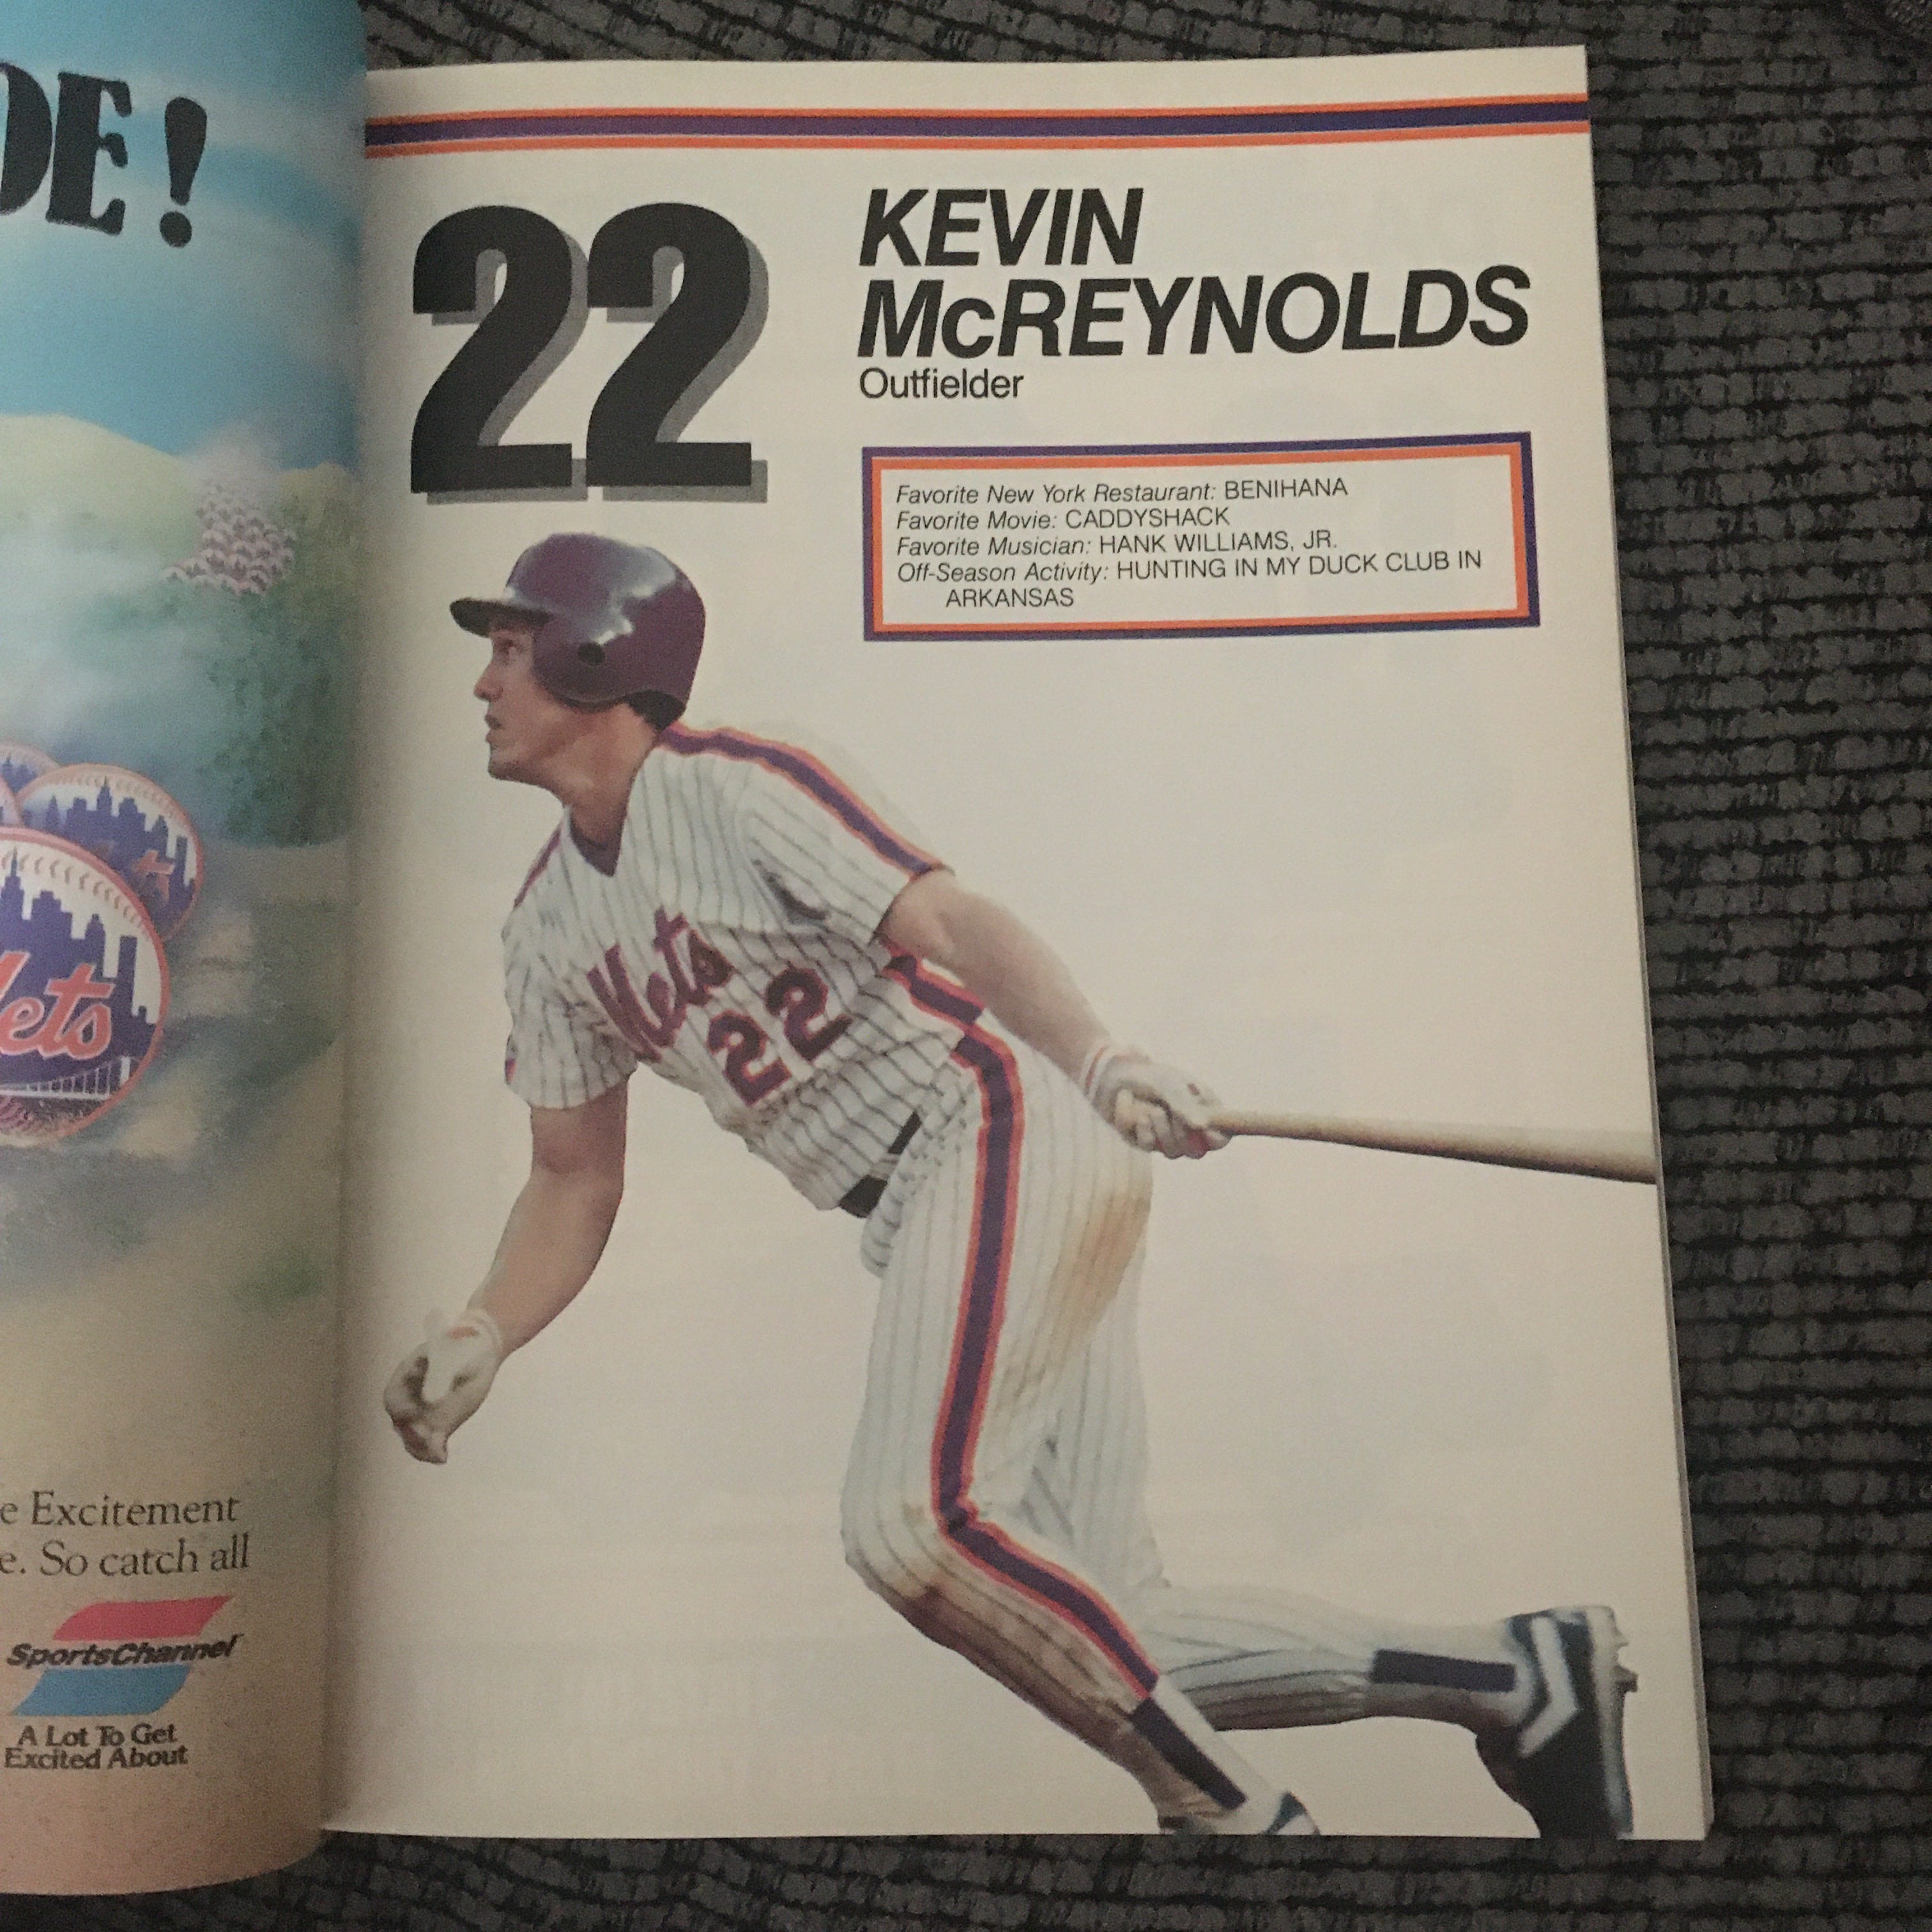 DE!
e Excitement
e. So catch all
SportsChannel
A Lot To Get
Excited About
ets
22
KEVIN
McREYNOLDS
Outfielder
Favorite New York Restaurant: BENIHANA
Favorite Movie: CADDYSHACK
Favorite Musician: HANK WILLIAMS, JR.
Off-Season Activity: HUNTING IN MY DUCK CLUB IN
ARKANSAS
Mets
22